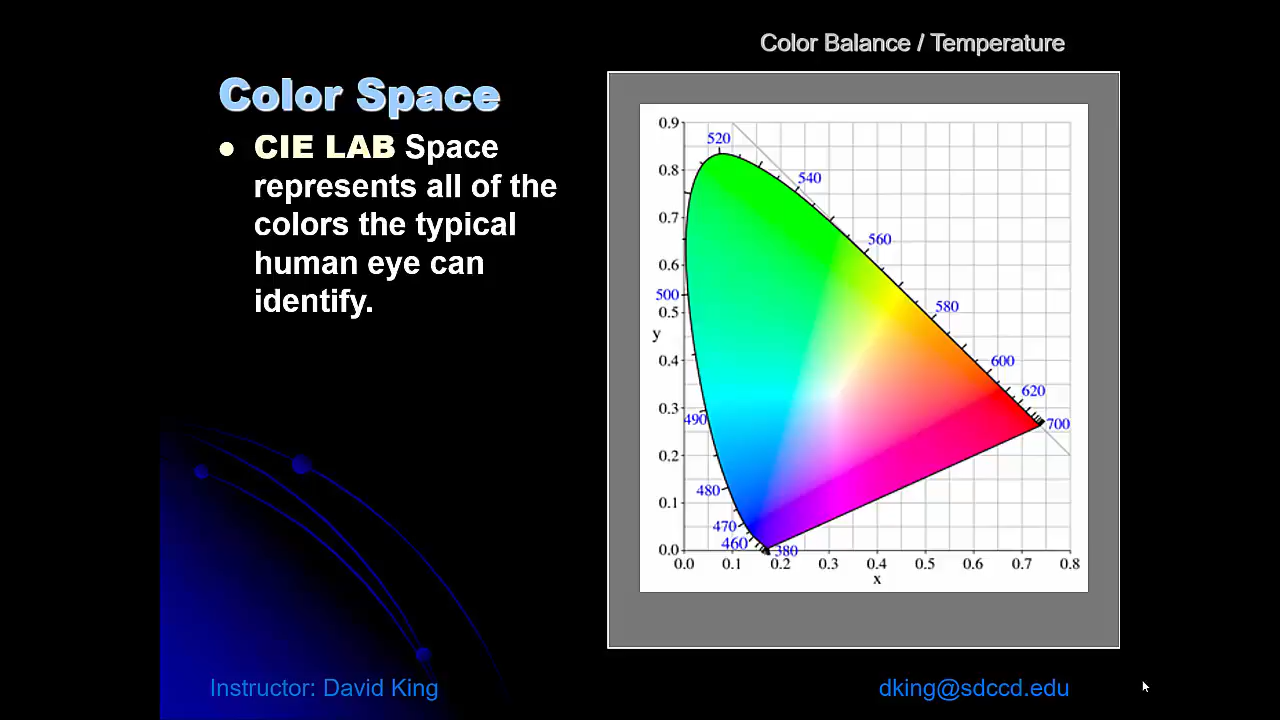 Color Balance / Temperature
Color Space
● CIE LAB Space
represents all of the
colors the typical
human eye can
identify.
0.9
0.8
0.7
0.6
0.5
0.4
0.3
0.2
0.1
0.0
y
520
540
560
580
600
620
700
500
490
480
470
460
380
0.0 0.1 0.2 0.3 0.4 0.5 0.6 0.7 0.8
x
Instructor: David King
dking@sdccd.edu